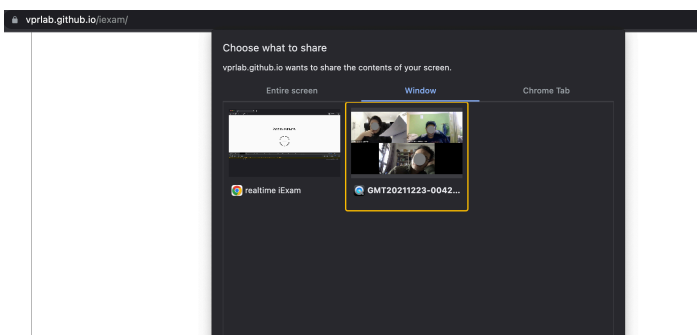 vprlab.github.io/iexam/
Choose what to share
vprlab.github.io wants to share the contents of your screen.
Entire screen
Window
Chrome Tab
realtime iExam
GMT20211223-0042...